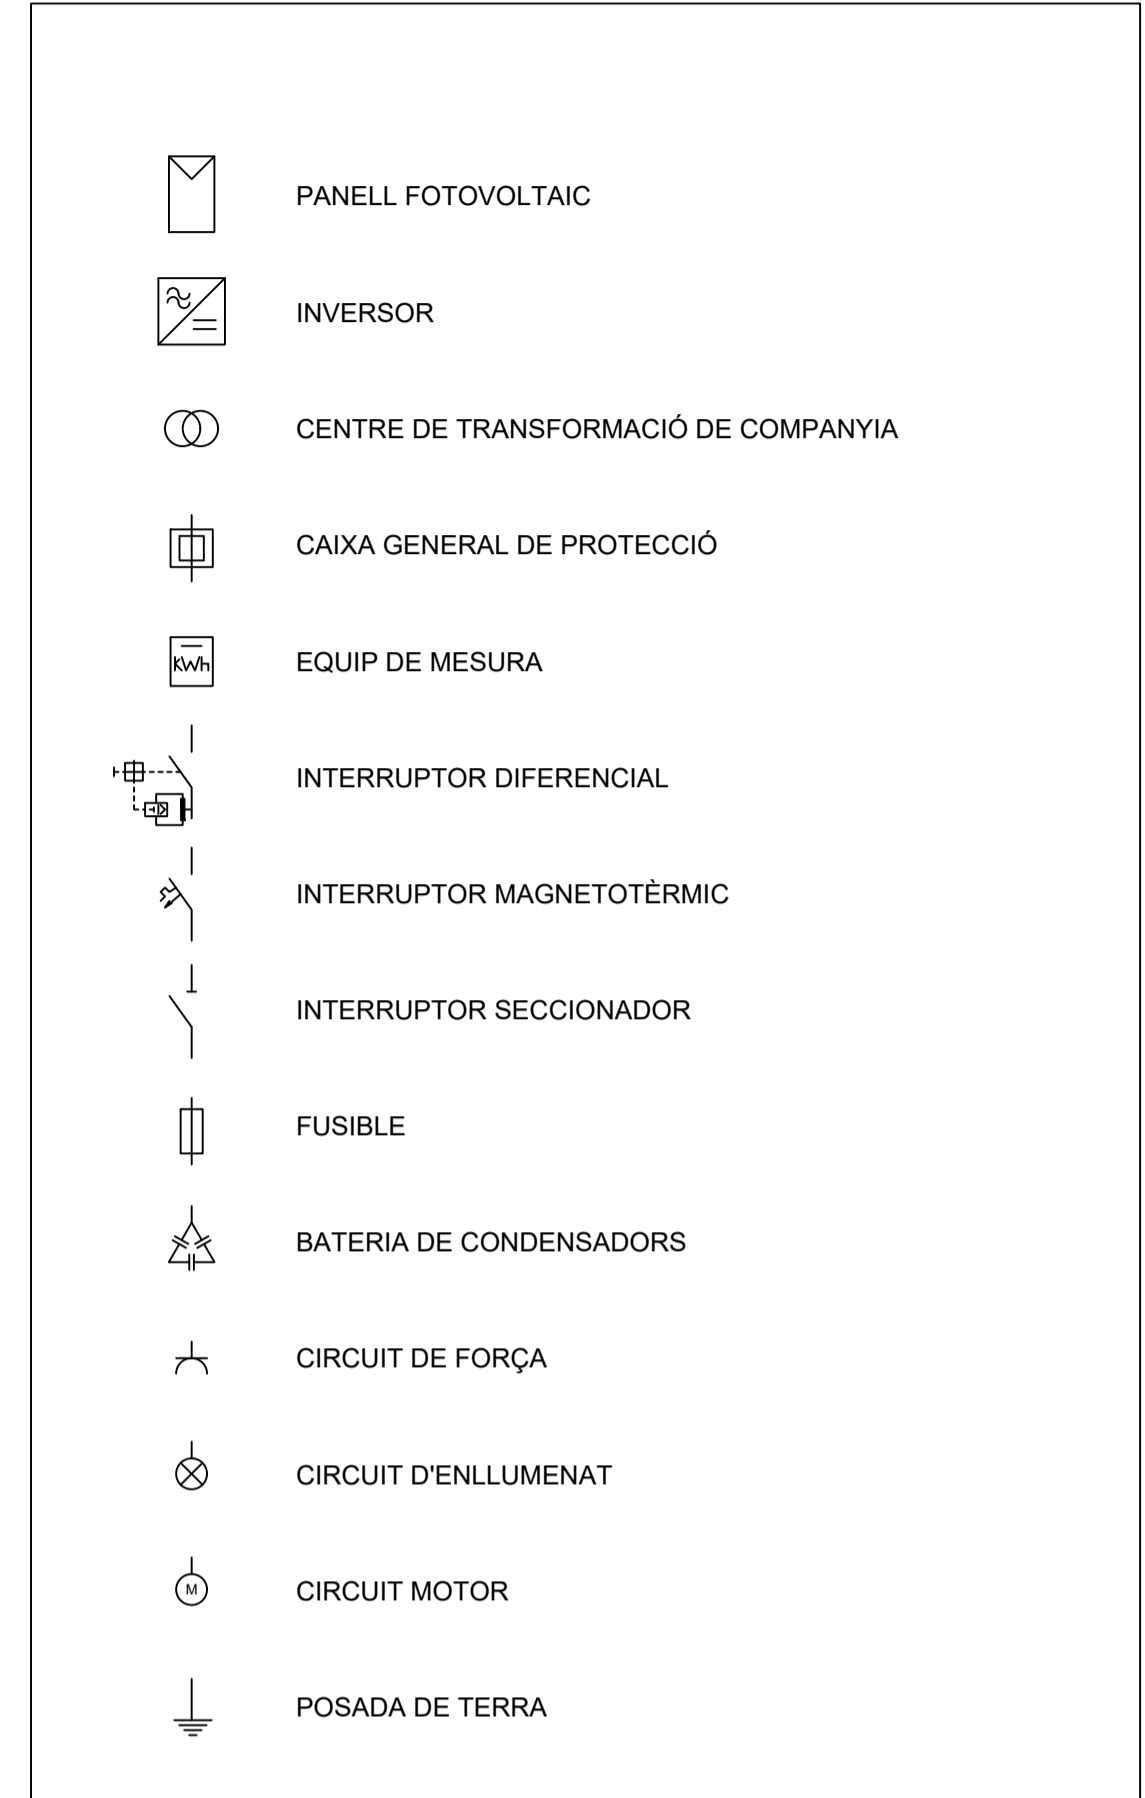 PANELL FOTOVOLTAIC
INVERSOR
CENTRE DE TRANSFORMACIÓ DE COMPANYIA
CAIXA GENERAL DE PROTECCIÓ
kWh
EQUIP DE MESURA
INTERRUPTOR DIFERENCIAL
INTERRUPTOR MAGNETOTÈRMIC
INTERRUPTOR SECCIONADOR
FUSIBLE
BATERIA DE CONDENSADORS
CIRCUIT DE FORÇA
CIRCUIT D'ENLLUMENAT
M
CIRCUIT MOTOR
POSADA DE TERRA